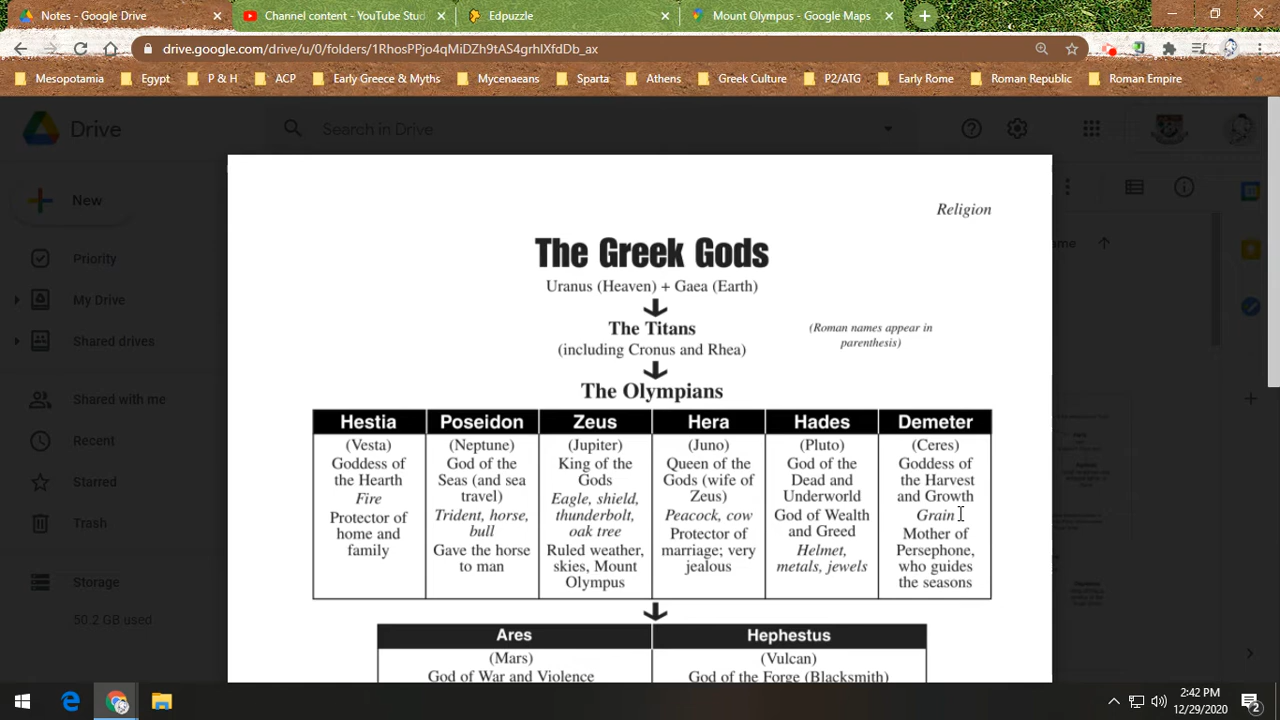 Notes - Google Drive
Channel content - YouTube Stud
Edpuzzle
Mount Olympus - Google Maps
drive.google.com/drive/u/0/folders/1RhosPPjo4qMiDZh9tAS4grhlXfdDb_ax
Mesopotamia Egypt P & H ACP Early Greece & Myths Mycenaeans Sparta Athens Greek Culture P2/ATG Early Rome Roman Republic Roman Empire
Drive
Search in Drive
New
Priority
My Drive
Shared drives
Shared with me
Recent
Starred
Trash
Storage
50.2 GB used
Religion
The Greek Gods
Uranus (Heaven) + Gaea (Earth)
The Titans
(including Cronus and Rhea)
(Roman names appear in
parenthesis)
The Olympians
Hestia
(Vesta)
Goddess of
the Hearth
Fire
Protector of
home and
family
Poseidon
(Neptune)
God of the
Seas (and sea
travel)
Trident, horse,
bull
Gave the horse
to man
Zeus
(Jupiter)
King of the
Gods
Eagle, shield,
thunderbolt,
oak tree
Ruled weather,
skies, Mount
Olympus
Hera
(Juno)
Queen of the
Gods (wife of
Zeus)
Peacock, cow
Protector of
marriage; very
jealous
Hades
(Pluto)
God of the
Dead and
Underworld
God of Wealth
and Greed
Helmet,
metals, jewels
Demeter
(Ceres)
Goddess of
the Harvest
and Growth
Grain
Mother of
Persephone,
who guides
the seasons
Ares
(Mars)
God of War and Violence
Hephestus
(Vulcan)
God of the Forge (Blacksmith)
2:42 PM
12/29/2020
2